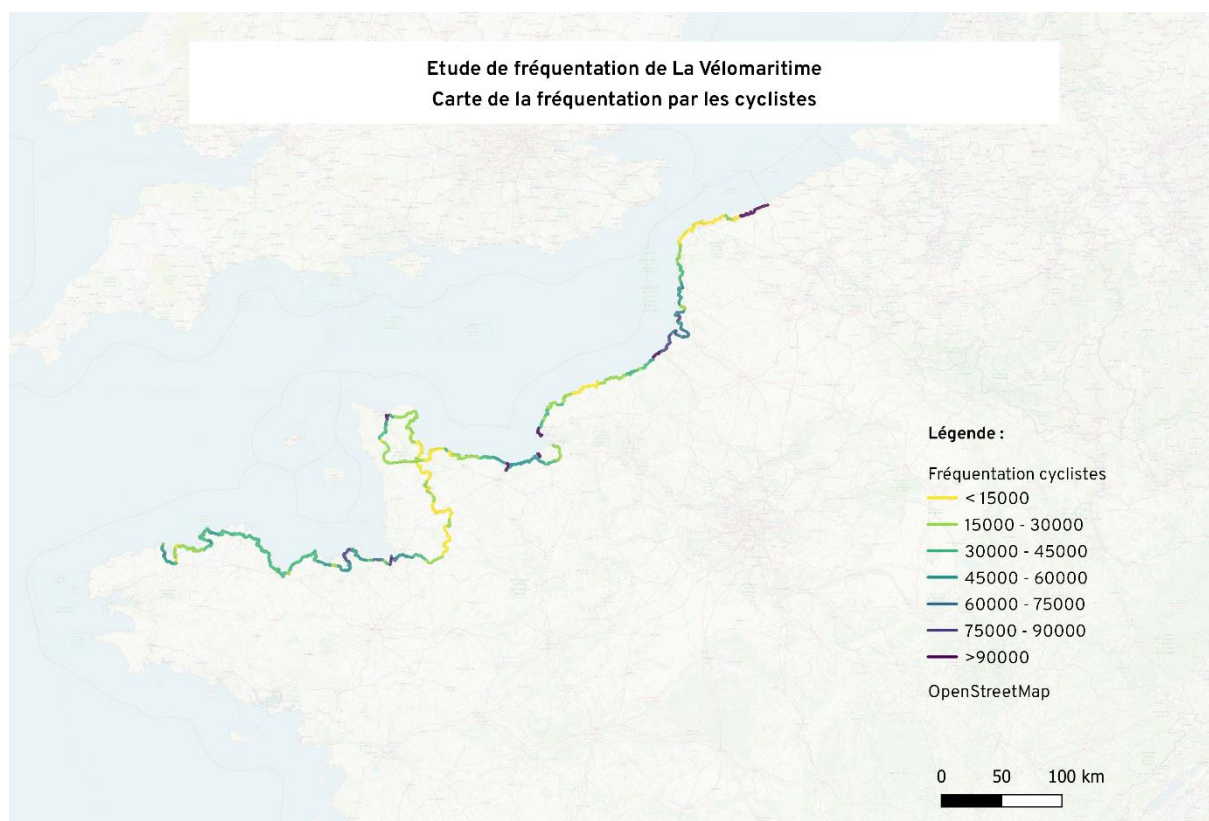 Etude de fréquentation de La Vélomaritime
Carte de la fréquentation par les cyclistes
Légende :
Fréquentation cyclistes
< 15000
15000 - 30000
30000 - 45000
45000 - 60000
60000 - 75000
75000 - 90000
>90000
OpenStreetMap
0 50 100 km